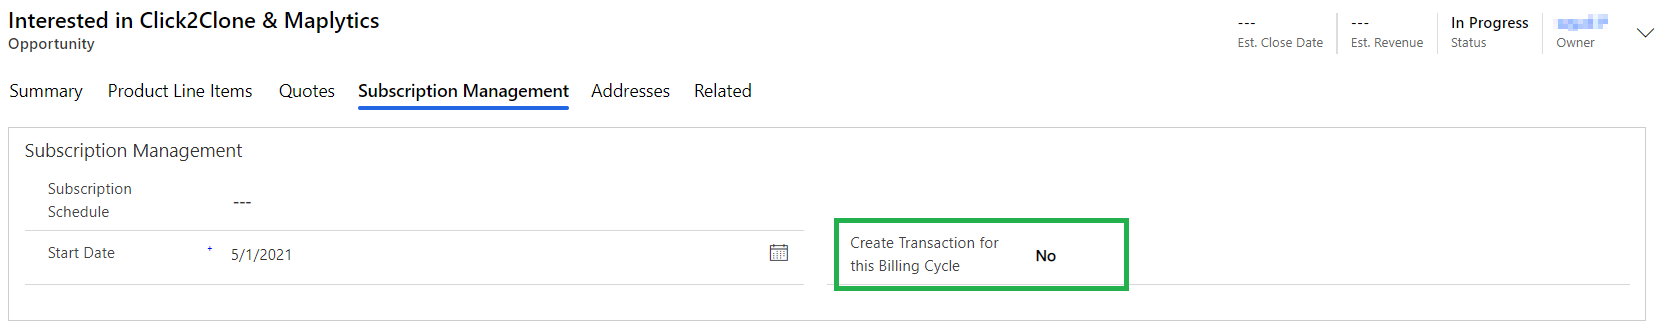 Interested in Click2Clone & Maplytics
Opportunity
---
Est. Close Date
---
Est. Revenue
In Progress
Status
Owner
Summary
Product Line Items
Quotes
Subscription Management
Addresses
Related
Subscription Management
Subscription
Schedule
---
Start Date
+
5/1/2021
Create Transaction for
this Billing Cycle
No